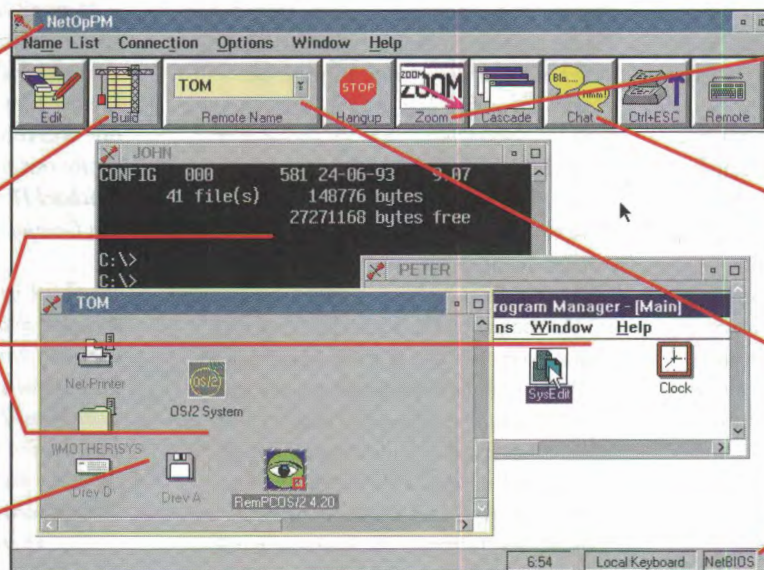 NetOpPM
Name List Connection Options Window Help
TOM
STOP
ZOOM
ZOOM
Bla....
Hmm!
Edit Build Remote Name Hangup Zoom Cascade Chat Ctrl+ESC Remote
JOHN
CONFIG 000 581 24-06-93 9.07
41 file(s) 148776 bytes
27271168 bytes free
C:\>
C:\>
PETER
rogram Manager - [Main]
ns Window Help
SysEdit
Clock
TOM
Net-Printer
OS/2
OS/2 System
\\MOTHER\SYS
Drev D
Drev A
RemPCOS/2 4.20
6:54 Local Keyboard NetBIOS